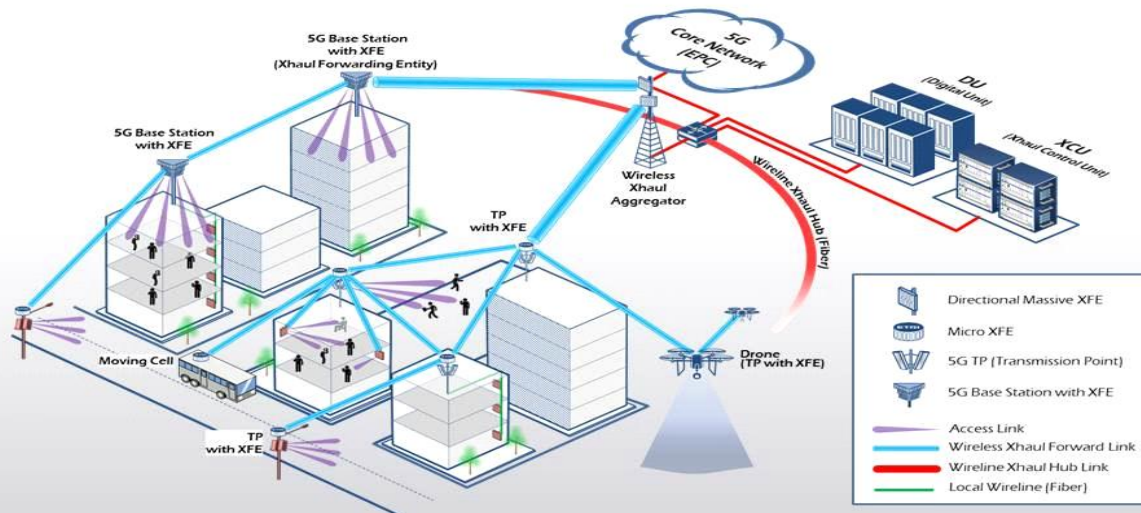 5G Base Station
with XFE
(Xhaul Forwarding Entity)
5G
Core Network
(EPC)
DU
(Digital Unit)
XCU
(Xhaul Control Unit)
5G Base Station
with XFE
Wireless
Xhaul
Aggregator
Wireline Xhaul Hub (Fiber)
TP
with XFE
Moving Cell
Drone
(TP with XFE)
TP
with XFE
Directional Massive XFE
Micro XFE
5G TP (Transmission Point)
5G Base Station with XFE
Access Link
Wireless Xhaul Forward Link
Wireline Xhaul Hub Link
Local Wireline (Fiber)